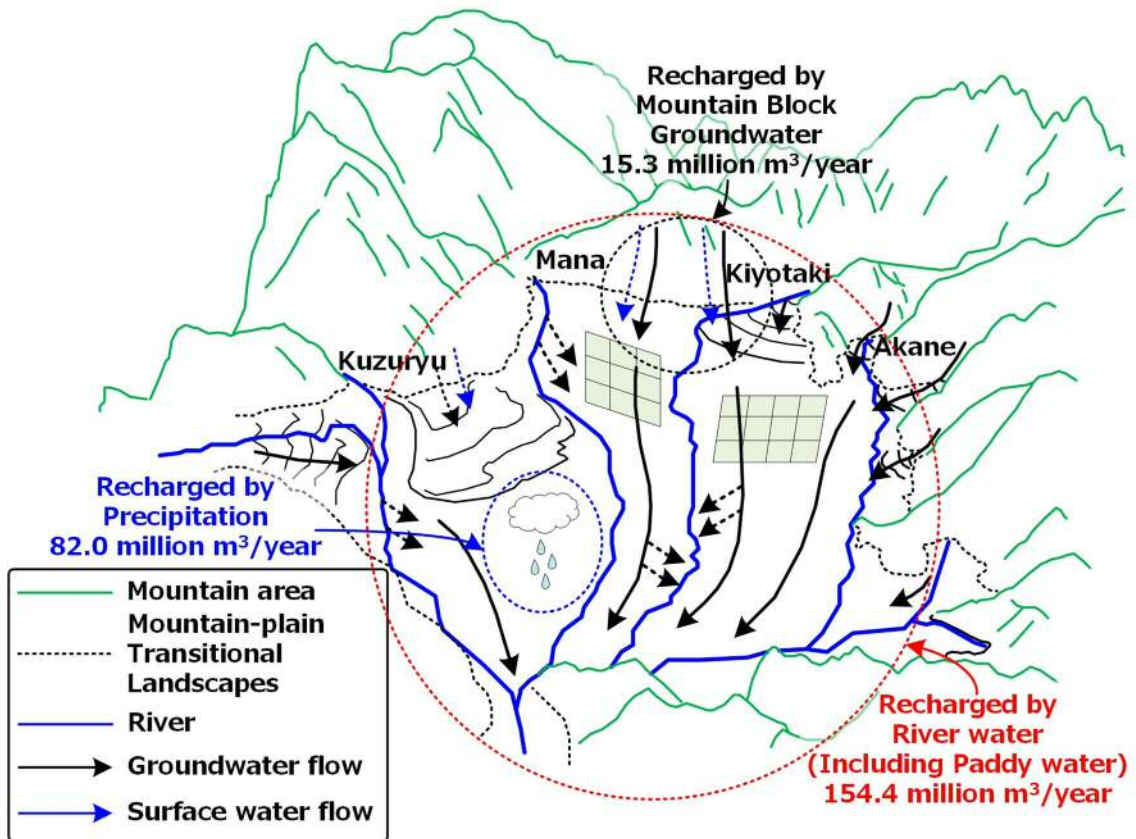 Recharged by
Mountain Block
Groundwater
15.3 million m³/year
Mana
Kiyotaki
Kuzuryu
Akane
Recharged by
Precipitation
82.0 million m³/year
Mountain area
Mountain-plain
Transitional
Landscapes
River
Groundwater flow
Surface water flow
Recharged by
River water
(Including Paddy water)
154.4 million m³/year